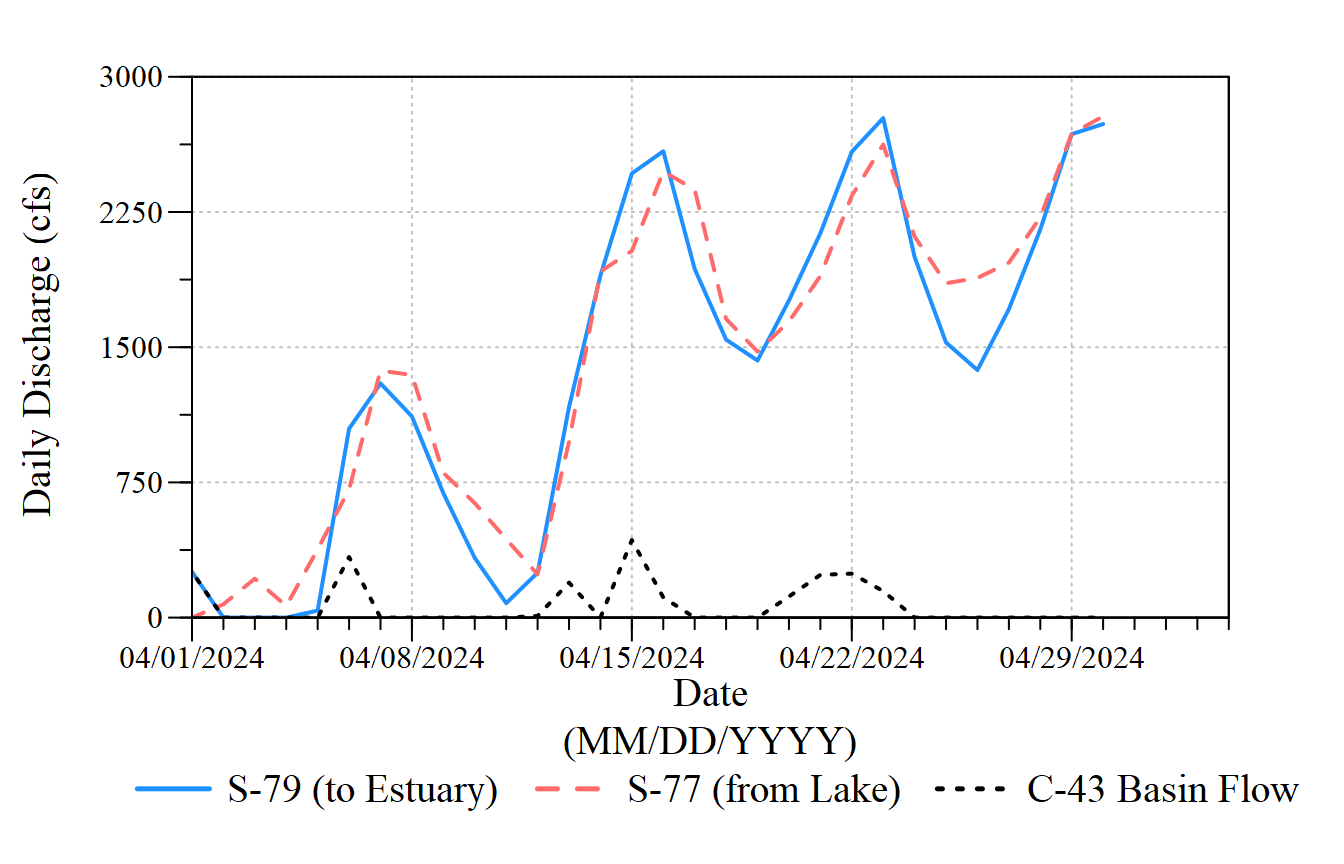 3000
2250
1500
750
0
Daily Discharge (cfs)
04/01/2024 04/08/2024 04/15/2024 04/22/2024 04/29/2024
Date
(MM/DD/YYYY)
S-79 (to Estuary) S-77 (from Lake) C-43 Basin Flow